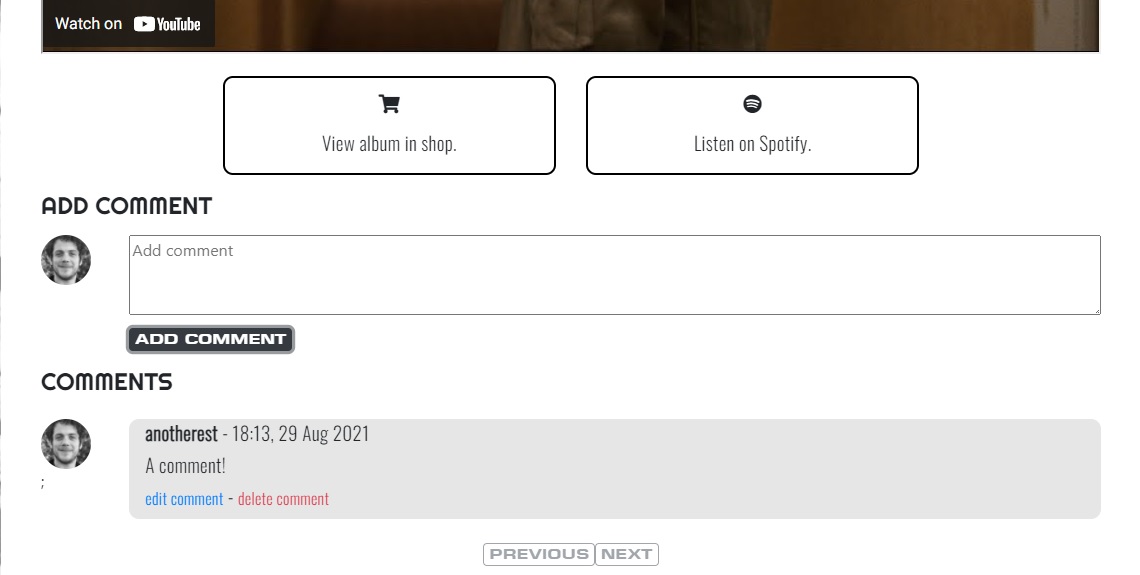 Watch on YouTube
View album in shop.
Listen on Spotify.
ADD COMMENT
Add comment
ADD COMMENT
COMMENTS
anotherest - 18:13, 29 Aug 2021
A comment!
;
edit comment - delete comment
PREVIOUS NEXT